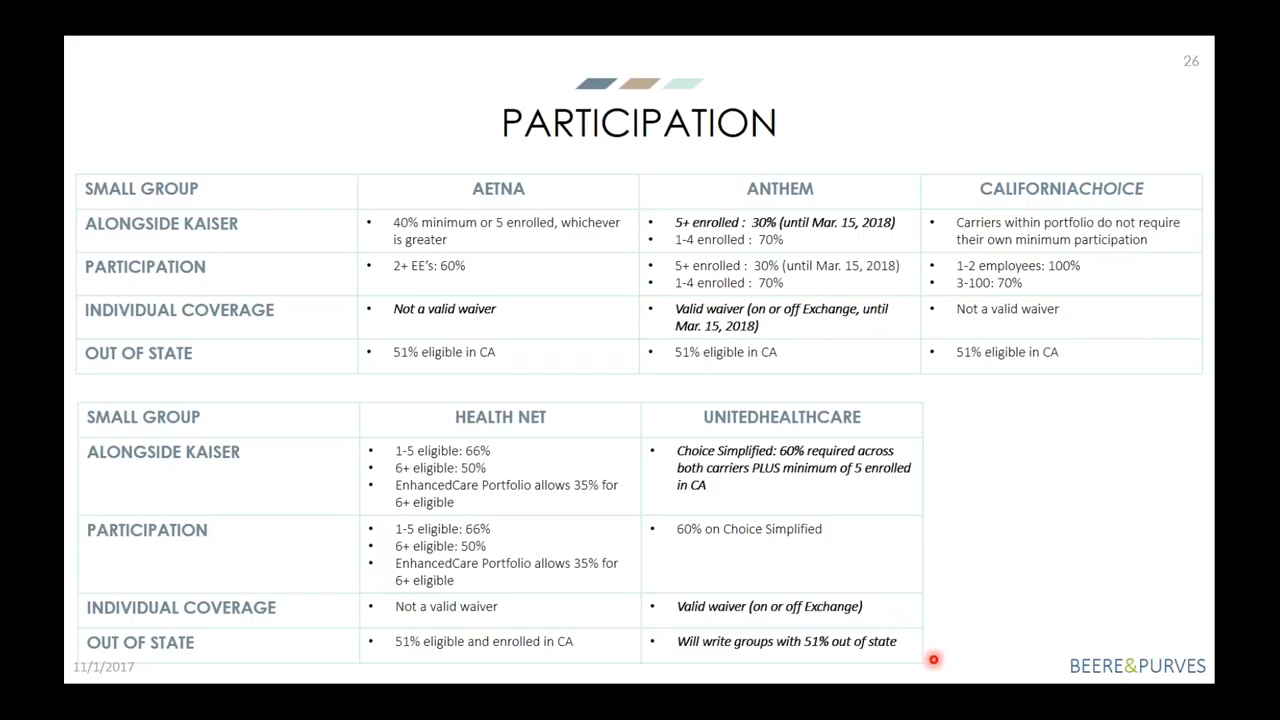 26
PARTICIPATION
SMALL GROUP
AETNA
ANTHEM
CALIFORNIACHOICE
ALONGSIDE KAISER
• 40% minimum or 5 enrolled, whichever
is greater
• 5+ enrolled : 30% (until Mar. 15, 2018)
• 1-4 enrolled : 70%
• Carriers within portfolio do not require
their own minimum participation
PARTICIPATION
• 2+ EE's: 60%
• 5+ enrolled : 30% (until Mar. 15, 2018)
• 1-4 enrolled : 70%
• 1-2 employees: 100%
• 3-100: 70%
INDIVIDUAL COVERAGE
• Not a valid waiver
• Valid waiver (on or off Exchange, until
Mar. 15, 2018)
• Not a valid waiver
OUT OF STATE
• 51% eligible in CA
• 51% eligible in CA
• 51% eligible in CA
SMALL GROUP
HEALTH NET
UNITEDHEALTHCARE
ALONGSIDE KAISER
• 1-5 eligible: 66%
• 6+ eligible: 50%
• EnhancedCare Portfolio allows 35% for
6+ eligible
• Choice Simplified: 60% required across
both carriers PLUS minimum of 5 enrolled
in CA
PARTICIPATION
• 1-5 eligible: 66%
• 6+ eligible: 50%
• EnhancedCare Portfolio allows 35% for
6+ eligible
• 60% on Choice Simplified
INDIVIDUAL COVERAGE
• Not a valid waiver
• Valid waiver (on or off Exchange)
OUT OF STATE
• 51% eligible and enrolled in CA
• Will write groups with 51% out of state
11/1/2017
BEERE&PURVES